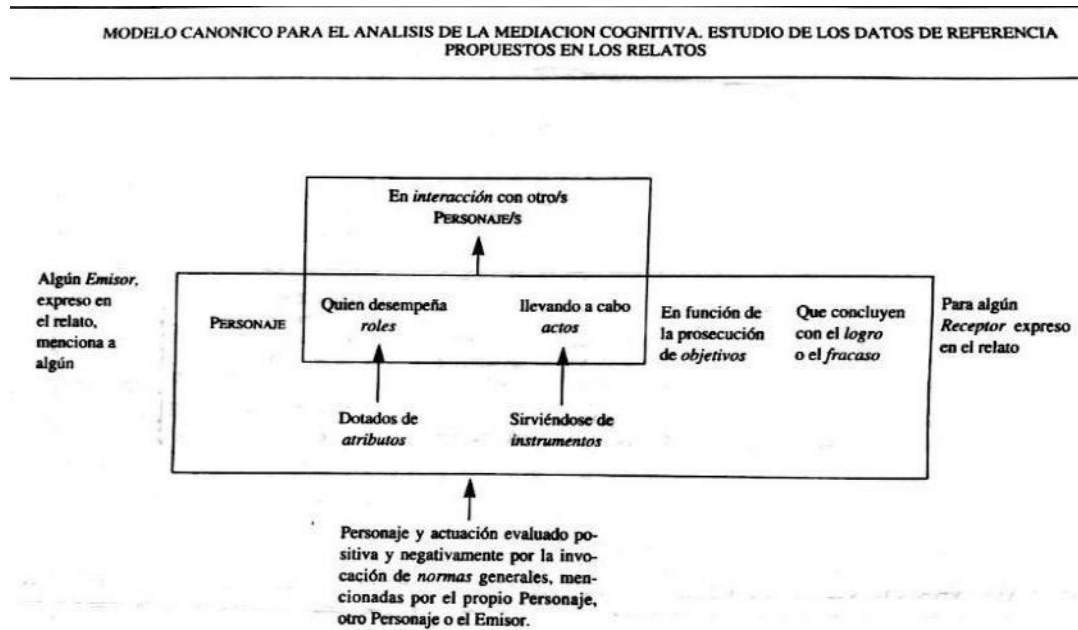 MODELO CANONICO PARA EL ANALISIS DE LA MEDIACION COGNITIVA. ESTUDIO DE LOS DATOS DE REFERENCIA
PROPUESTOS EN LOS RELATOS
En interacción con otro/s
PERSONAJE/S
Algún Emisor,
expreso en
el relato,
menciona a
algún
PERSONAJE
Quien desempeña
roles
llevando a cabo
actos
En función de
la prosecución
de objetivos
Que concluyen
con el logro
o el fracaso
Para algún
Receptor expreso
en el relato
Dotados de
atributos
Sirviéndose de
instrumentos
Personaje y actuación evaluado po-
sitiva y negativamente por la invo-
cación de normas generales, men-
cionadas por el propio Personaje,
otro Personaje o el Emisor.